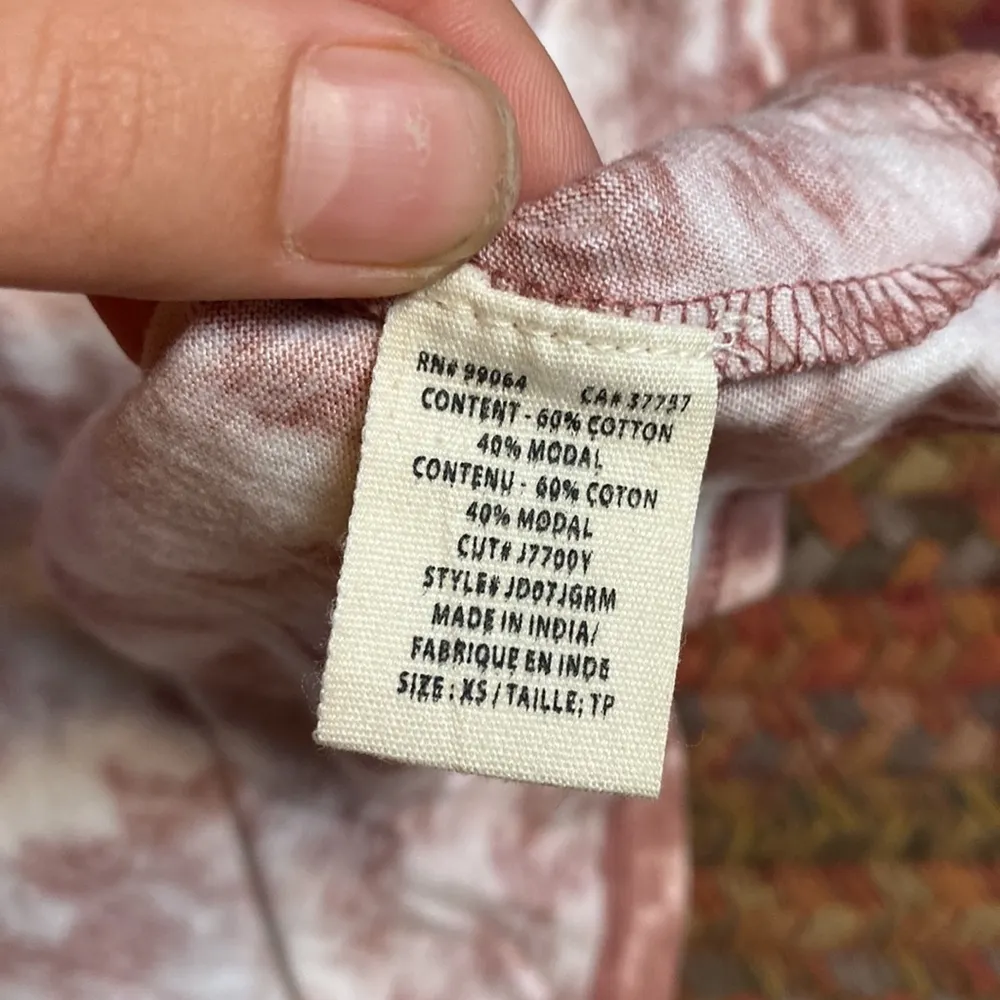 RN# 99064 CA# 37757
CONTENT - 60% COTTON
40% MODAL
CONTENU - 60% COTON
40% MODAL
CUT# J7700Y
STYLE# JD07JGRM
MADE IN INDIA/
FABRIQUE EN INDE
SIZE : XS / TAILLE: TP